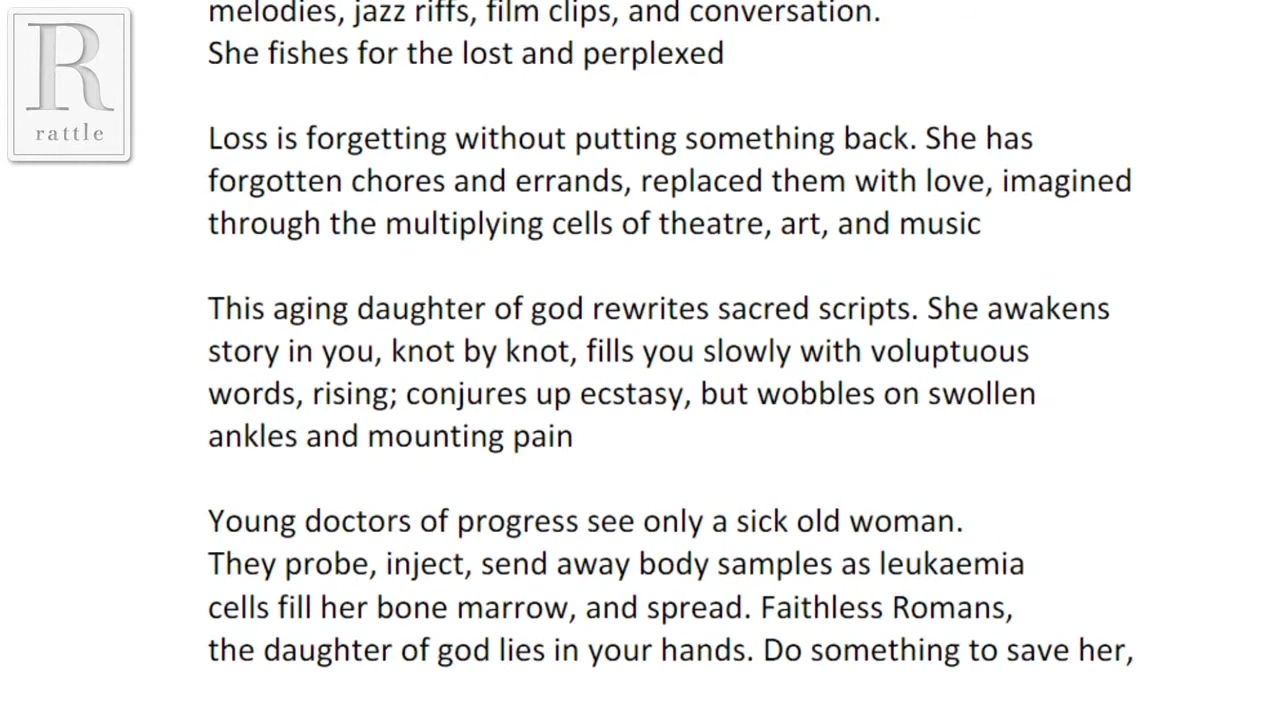 melodies, jazz riffs, film clips, and conversation.
She fishes for the lost and perplexed
R
rattle
Loss is forgetting without putting something back. She has
forgotten chores and errands, replaced them with love, imagined
through the multiplying cells of theatre, art, and music
This aging daughter of god rewrites sacred scripts. She awakens
story in you, knot by knot, fills you slowly with voluptuous
words, rising; conjures up ecstasy, but wobbles on swollen
ankles and mounting pain
Young doctors of progress see only a sick old woman.
They probe, inject, send away body samples as leukaemia
cells fill her bone marrow, and spread. Faithless Romans,
the daughter of god lies in your hands. Do something to save her,